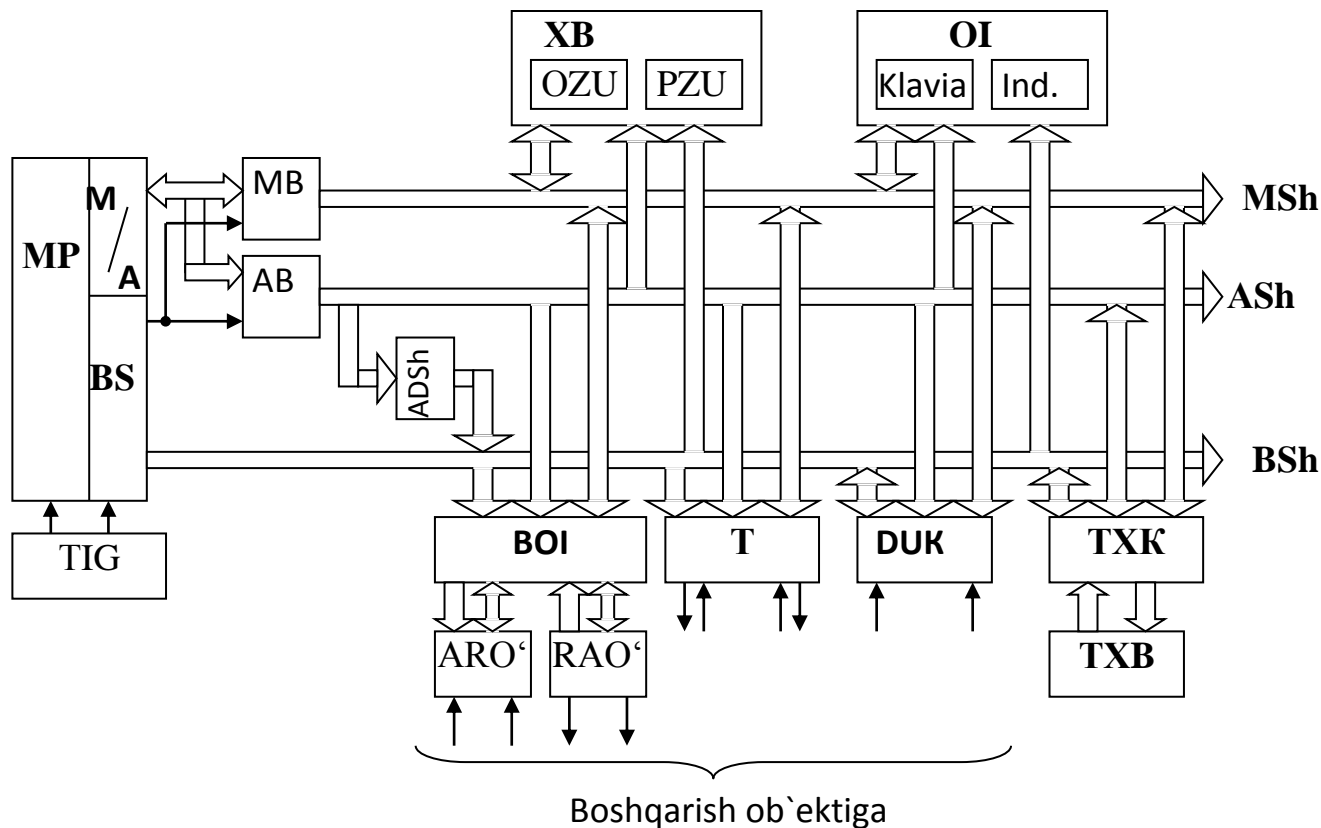 XB
OZU
PZU
OI
Klavia
Ind.
MP
M
/
A
BS
MB
AB
MSh
ASh
ADSh
BSh
TIG
BOI
T
DUK
TXK
ARO‘
RAO‘
TXB
Boshqarish ob`ektiga